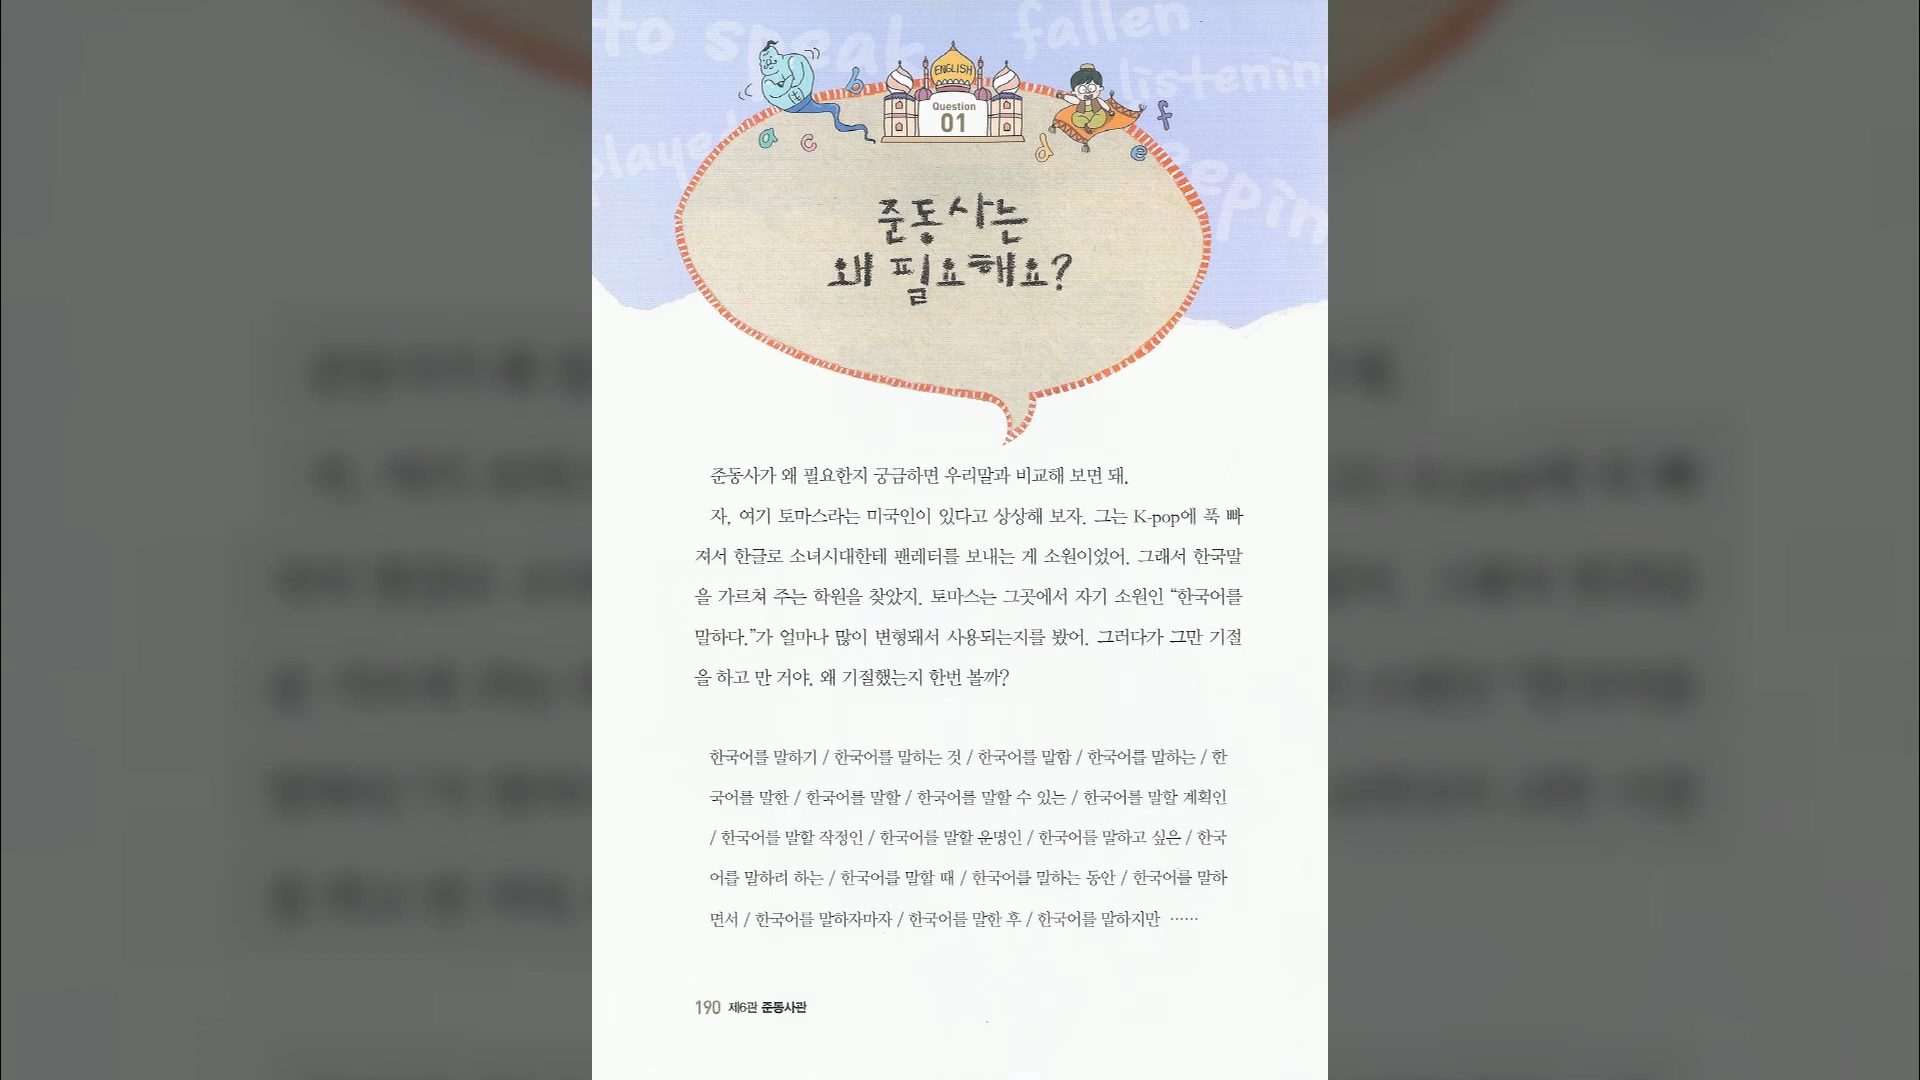 to speak
fallen
listenin
played
eepin
ENGLISH
Question
01
a
b
c
d
e
f
준동사는
왜 필요해요?
준동사가 왜 필요한지 궁금하면 우리말과 비교해 보면 돼.
자, 여기 토마스라는 미국인이 있다고 상상해 보자. 그는 K-pop에 푹 빠
져서 한글로 소녀시대한테 팬레터를 보내는 게 소원이었어. 그래서 한국말
을 가르쳐 주는 학원을 찾았지. 토마스는 그곳에서 자기 소원인 “한국어를
말하다.”가 얼마나 많이 변형돼서 사용되는지를 봤어. 그러다가 그만 기절
을 하고 만 거야. 왜 기절했는지 한번 볼까?
한국어를 말하기 / 한국어를 말하는 것 / 한국어를 말함 / 한국어를 말하는 / 한
국어를 말한 / 한국어를 말할 / 한국어를 말할 수 있는 / 한국어를 말할 계획인
/ 한국어를 말할 작정인 / 한국어를 말할 운명인 / 한국어를 말하고 싶은 / 한국
어를 말하려 하는 / 한국어를 말할 때 / 한국어를 말하는 동안 / 한국어를 말하
면서 / 한국어를 말하자마자 / 한국어를 말한 후 / 한국어를 말하지만 ……
190 제6관 준동사관